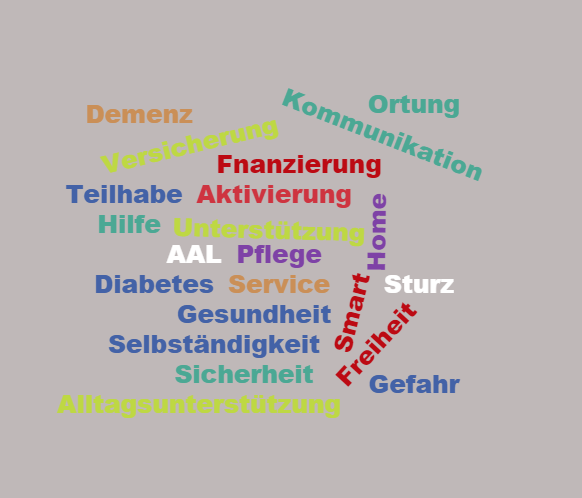 Demenz
Kommunikation
Ortung
Versicherung
Fnanzierung
Teilhabe
Aktivierung
Hilfe
Unterstützung
Home
AAL
Pflege
Diabetes
Service
Smart
Sturz
Gesundheit
Selbständigkeit
Freiheit
Sicherheit
Gefahr
Alltagsunterstützung